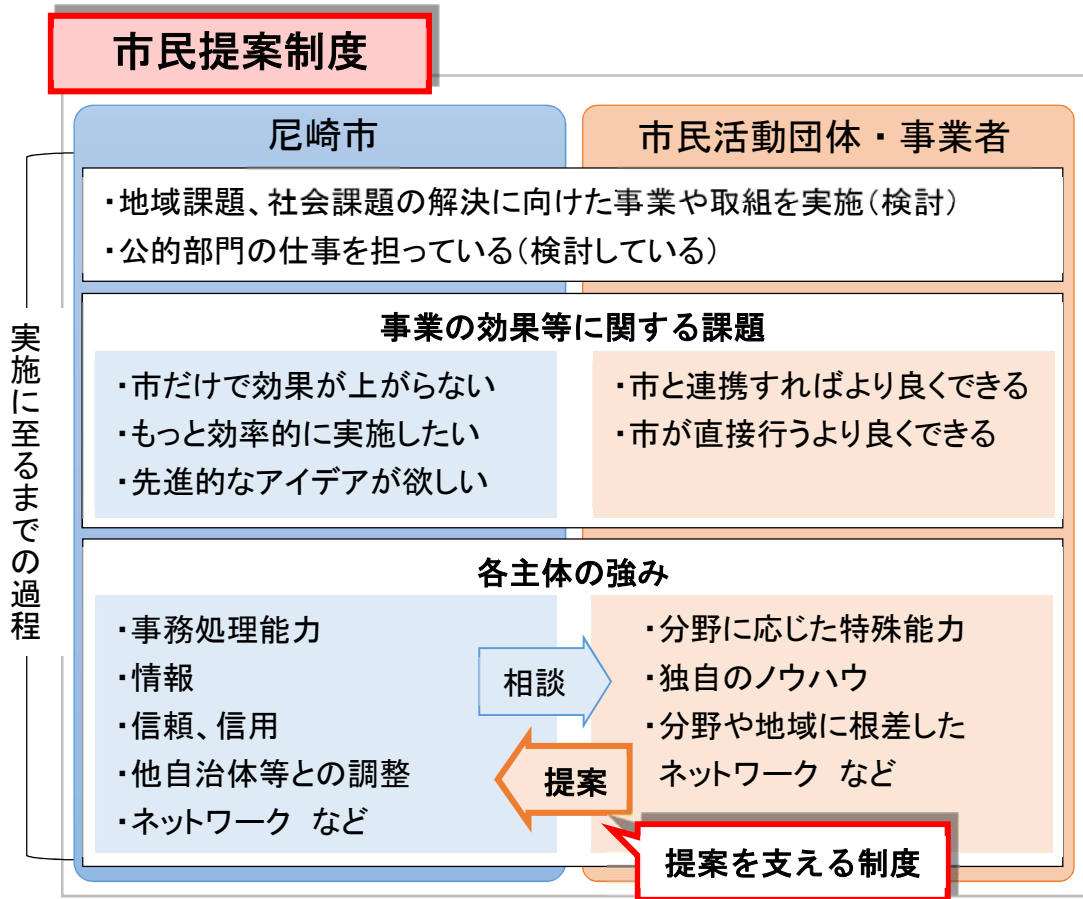 市民提案制度
尼崎市
市民活動団体・事業者
実施に至るまでの過程
・地域課題、社会課題の解決に向けた事業や取組を実施（検討）
・公的部門の仕事を担っている（検討している）
事業の効果等に関する課題
・市だけで効果が上がらない
・もっと効率的に実施したい
・先進的なアイデアが欲しい
・市と連携すればより良くできる
・市が直接行うより良くできる
各主体の強み
・事務処理能力
・情報
・信頼、信用
・他自治体等との調整
・ネットワーク など
相談
提案
・分野に応じた特殊能力
・独自のノウハウ
・分野や地域に根差した
ネットワーク など
提案を支える制度